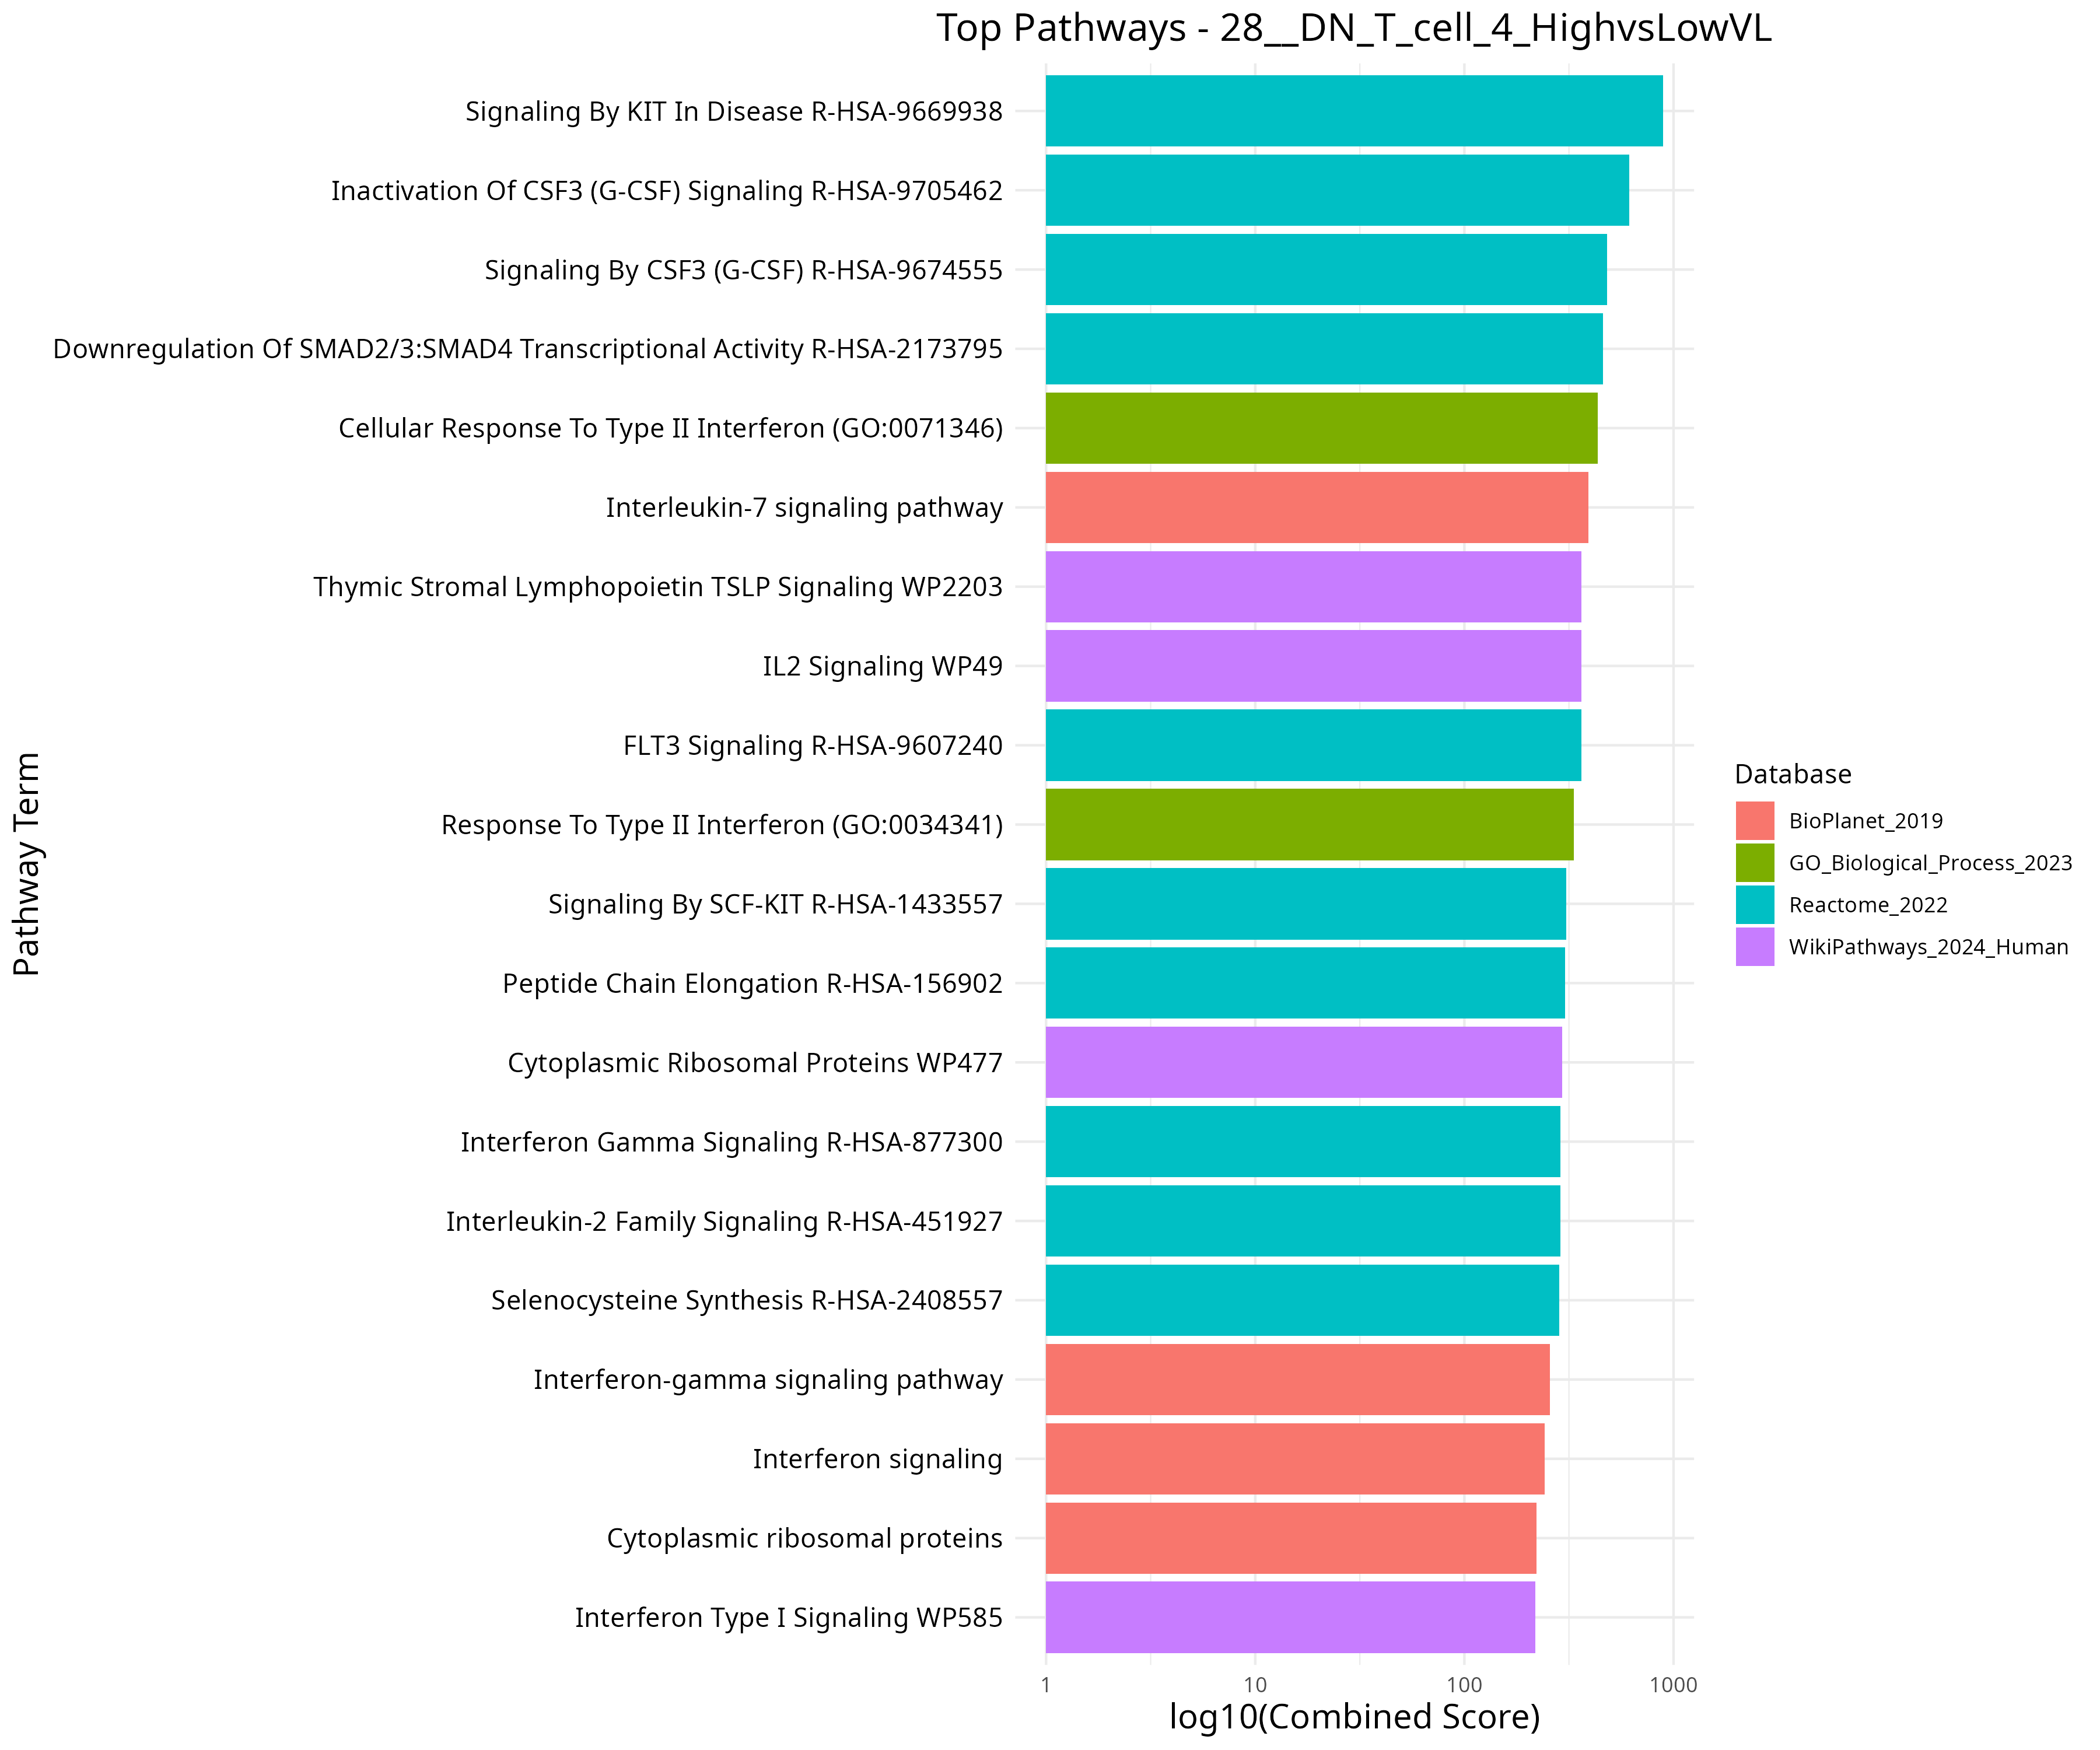 Top Pathways - 28__DN_T_cell_4_HighvsLowVL
Pathway Term
Signaling By KIT In Disease R-HSA-9669938
Inactivation Of CSF3 (G-CSF) Signaling R-HSA-9705462
Signaling By CSF3 (G-CSF) R-HSA-9674555
Downregulation Of SMAD2/3:SMAD4 Transcriptional Activity R-HSA-2173795
Cellular Response To Type II Interferon (GO:0071346)
Interleukin-7 signaling pathway
Thymic Stromal Lymphopoietin TSLP Signaling WP2203
IL2 Signaling WP49
FLT3 Signaling R-HSA-9607240
Response To Type II Interferon (GO:0034341)
Signaling By SCF-KIT R-HSA-1433557
Peptide Chain Elongation R-HSA-156902
Cytoplasmic Ribosomal Proteins WP477
Interferon Gamma Signaling R-HSA-877300
Interleukin-2 Family Signaling R-HSA-451927
Selenocysteine Synthesis R-HSA-2408557
Interferon-gamma signaling pathway
Interferon signaling
Cytoplasmic ribosomal proteins
Interferon Type I Signaling WP585
1 10 100 1000
log10(Combined Score)
Database
BioPlanet_2019
GO_Biological_Process_2023
Reactome_2022
WikiPathways_2024_Human